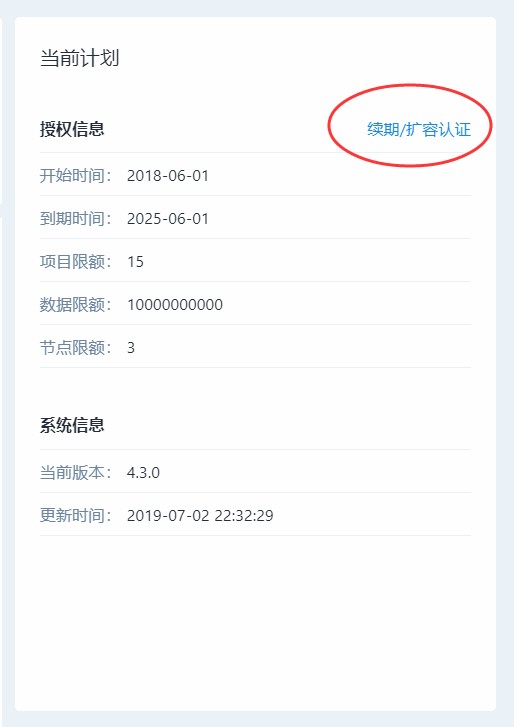 当前计划
授权信息 续期/扩容认证
开始时间： 2018-06-01
到期时间： 2025-06-01
项目限额： 15
数据限额： 10000000000
节点限额： 3
系统信息
当前版本： 4.3.0
更新时间： 2019-07-02 22:32:29